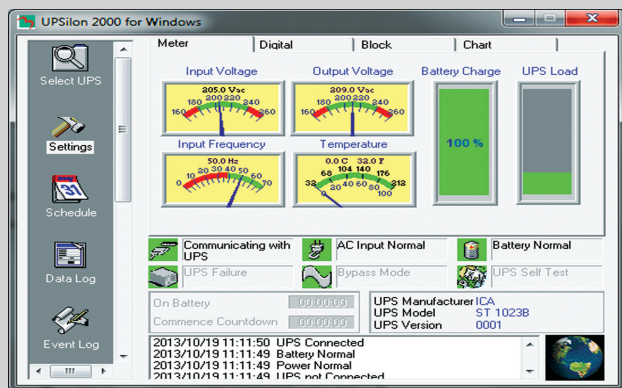 UPSilon 2000 for Windows
Meter Digital Block Chart
Select UPS
Settings
Schedule
Data Log
Event Log
Input Voltage
205.0 Vac
160 180 200 220 240 260
Output Voltage
209.0 Vac
160 180 200 220 240 260
Battery Charge
100 %
UPS Load
Input Frequency
50.0 Hz
0 10 20 30 40 50 60 70
Temperature
0.0 C 32.0 F
32 68 104 140 176 212
0 20 40 60 80 100
Communicating with UPS
AC Input Normal
Battery Normal
UPS Failure
Bypass Mode
UPS Self Test
On Battery 00:00:00
Commence Countdown 00:00:00
UPS Manufacturer ICA
UPS Model ST 1023B
UPS Version 0001
2013/10/19 11:11:50 UPS Connected
2013/10/19 11:11:49 Battery Normal
2013/10/19 11:11:49 Power Normal
2013/10/19 11:11:49 UPS not Connected